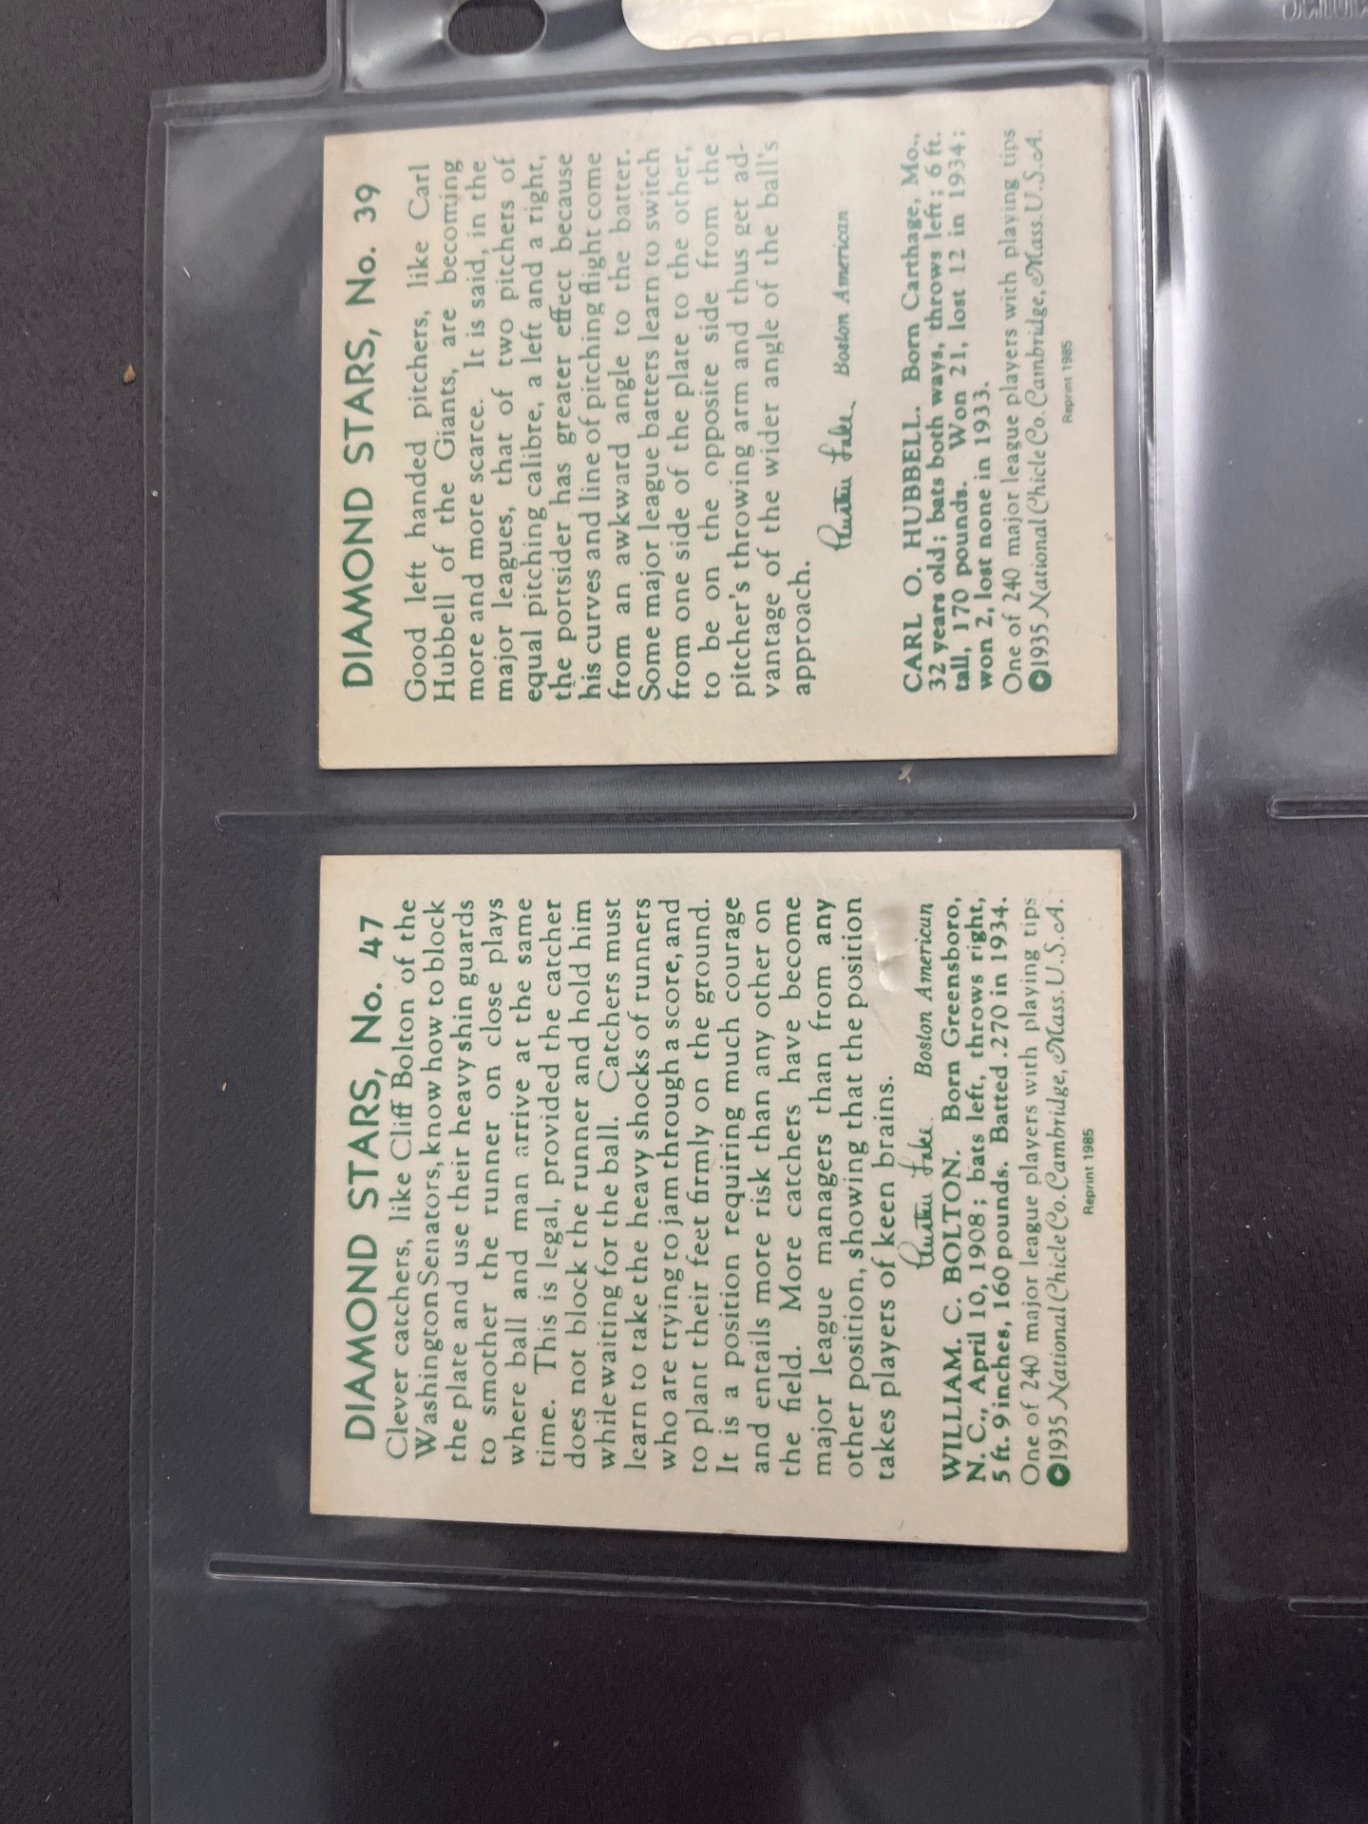 DIAMOND STARS, No. 47
Clever catchers, like Cliff Bolton of the
Washington Senators, know how to block
the plate and use their heavy shin guards
to smother the runner on close plays
where ball and man arrive at the same
time. This is legal, provided the catcher
does not block the runner and hold him
while waiting for the ball. Catchers must
learn to take the heavy shocks of runners
who are trying to jam through a score, and
to plant their feet firmly on the ground.
It is a position requiring much courage
and entails more risk than any other on
the field. More catchers have become
major league managers than from any
other position, showing that the position
takes players of keen brains.
Austen Lake. Boston American
WILLIAM. C. BOLTON. Born Greensboro,
N. C., April 10, 1908; bats left, throws right,
5 ft. 9 inches, 160 pounds. Batted .270 in 1934.
One of 240 major league players with playing tips
©1935 National Chicle Co. Cambridge, Mass. U.S.A.
Reprint 1985
DIAMOND STARS, No. 39
Good left handed pitchers, like Carl
Hubbell of the Giants, are becoming
more and more scarce. It is said, in the
major leagues, that of two pitchers of
equal pitching calibre, a left and a right,
the portsider has greater effect because
his curves and line of pitching flight come
from an awkward angle to the batter.
Some major league batters learn to switch
from one side of the plate to the other,
to be on the opposite side from the
pitcher's throwing arm and thus get ad-
vantage of the wider angle of the ball's
approach.
Austen Lake. Boston American
CARL O. HUBBELL. Born Carthage, Mo.,
32 years old; bats both ways, throws left; 6 ft.
tall, 170 pounds. Won 21, lost 12 in 1934;
won 2, lost none in 1933.
One of 240 major league players with playing tips
©1935 National Chicle Co. Cambridge, Mass. U.S.A.
Reprint 1985